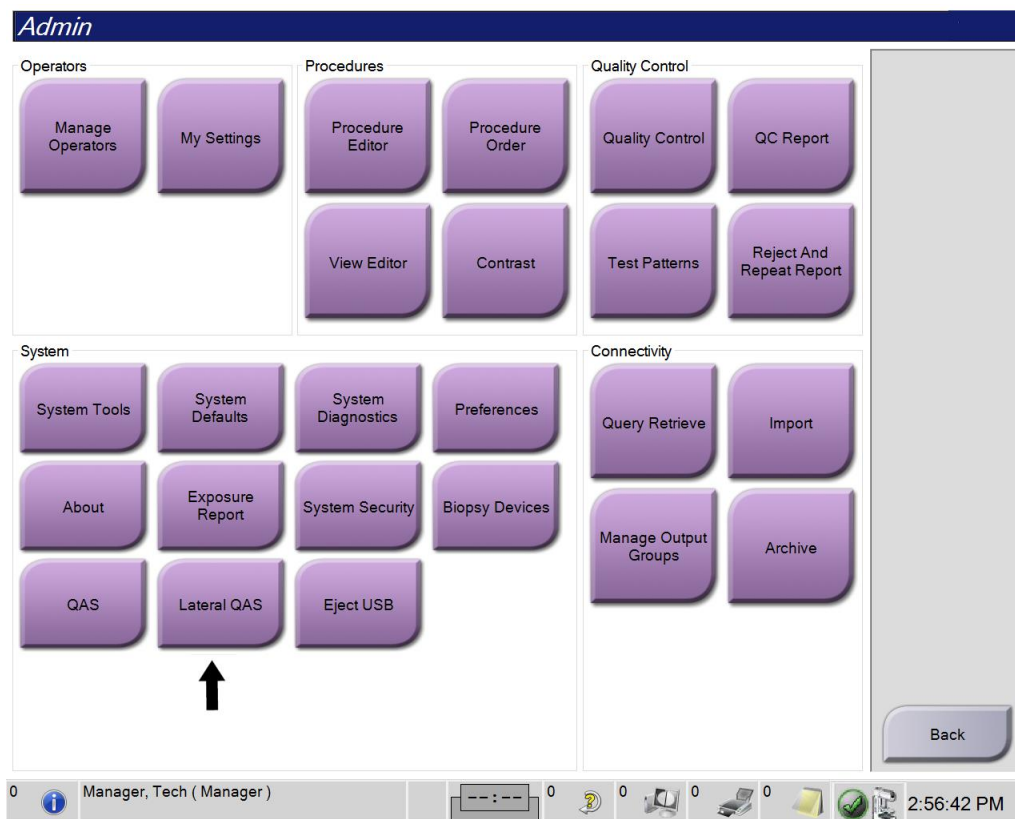 Admin
Operators
Manage
Operators
My Settings
Procedures
Procedure
Editor
Procedure
Order
View Editor
Contrast
Quality Control
Quality Control
QC Report
Test Patterns
Reject And
Repeat Report
System
System Tools
System
Defaults
System
Diagnostics
Preferences
About
Exposure
Report
System Security
Biopsy Devices
QAS
Lateral QAS
Eject USB
Connectivity
Query Retrieve
Import
Manage Output
Groups
Archive
Back
0
Manager, Tech ( Manager )
--:--
0
0
0
0
2:56:42 PM